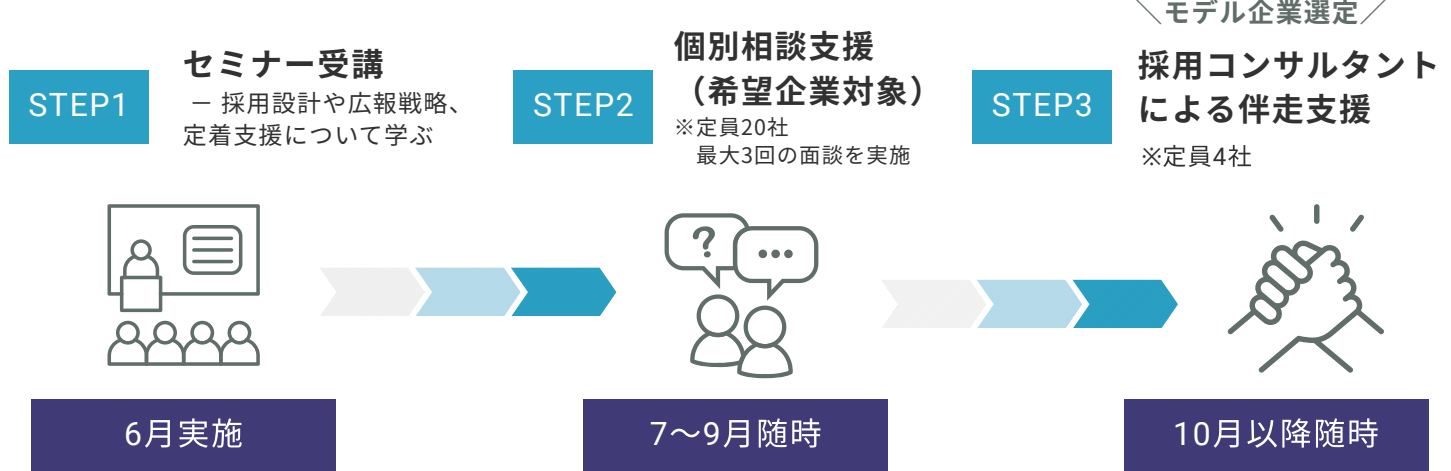 STEP1
セミナー受講
― 採用設計や広報戦略、
定着支援について学ぶ
6月実施
STEP2
個別相談支援
（希望企業対象）
※定員20社
最大3回の面談を実施
?
7～9月随時
＼モデル企業選定／
STEP3
採用コンサルタント
による伴走支援
※定員4社
10月以降随時